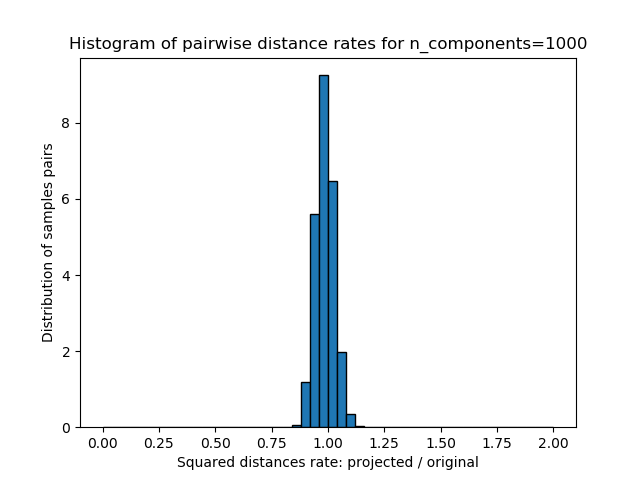 Histogram of pairwise distance rates for n_components=1000
Distribution of samples pairs
8
6
4
2
0
0.00 0.25 0.50 0.75 1.00 1.25 1.50 1.75 2.00
Squared distances rate: projected / original